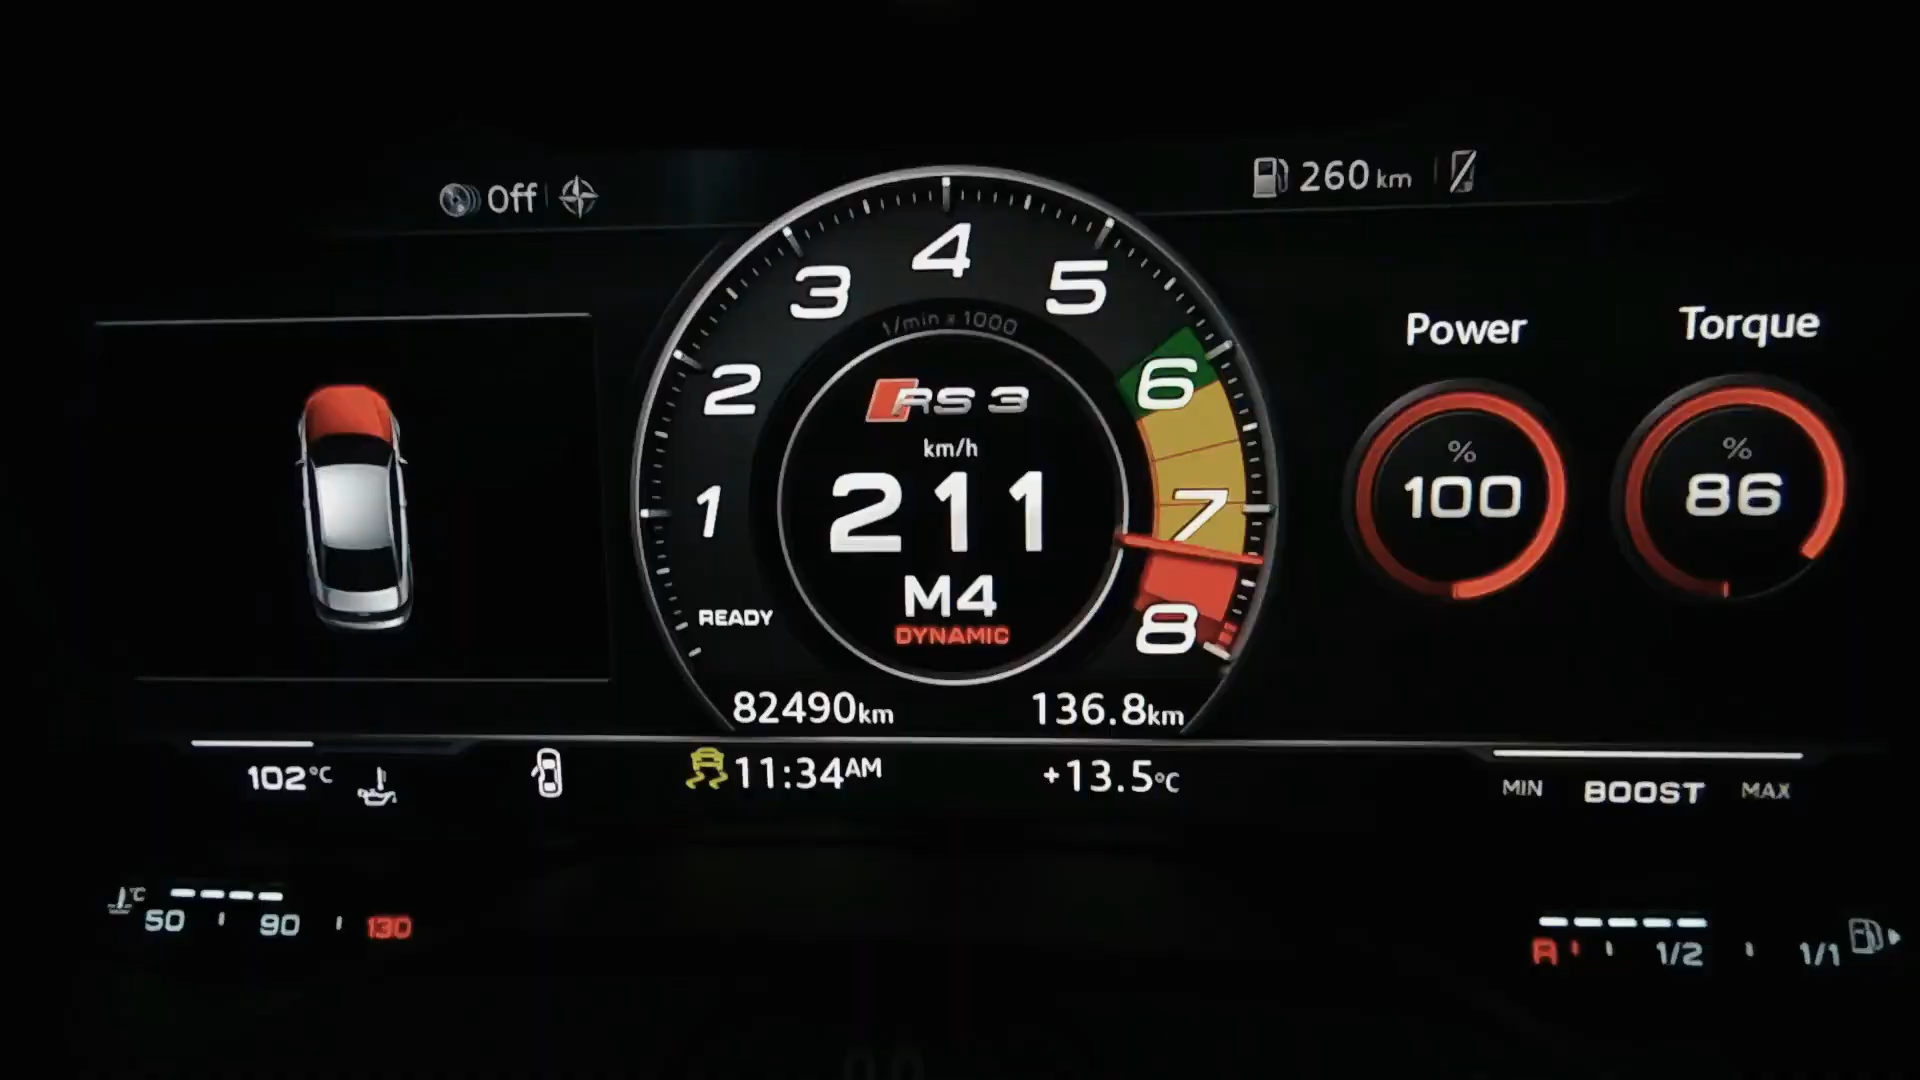 Off
260 km
1 2 3 4 5 6 7 8
1/min x 1000
RS 3
km/h
211
M4
DYNAMIC
READY
Power
% 100
Torque
% 86
82490km
136.8km
102°C
11:34AM
+13.5°C
MIN BOOST MAX
°C
50 90 130
R 1/2 1/1